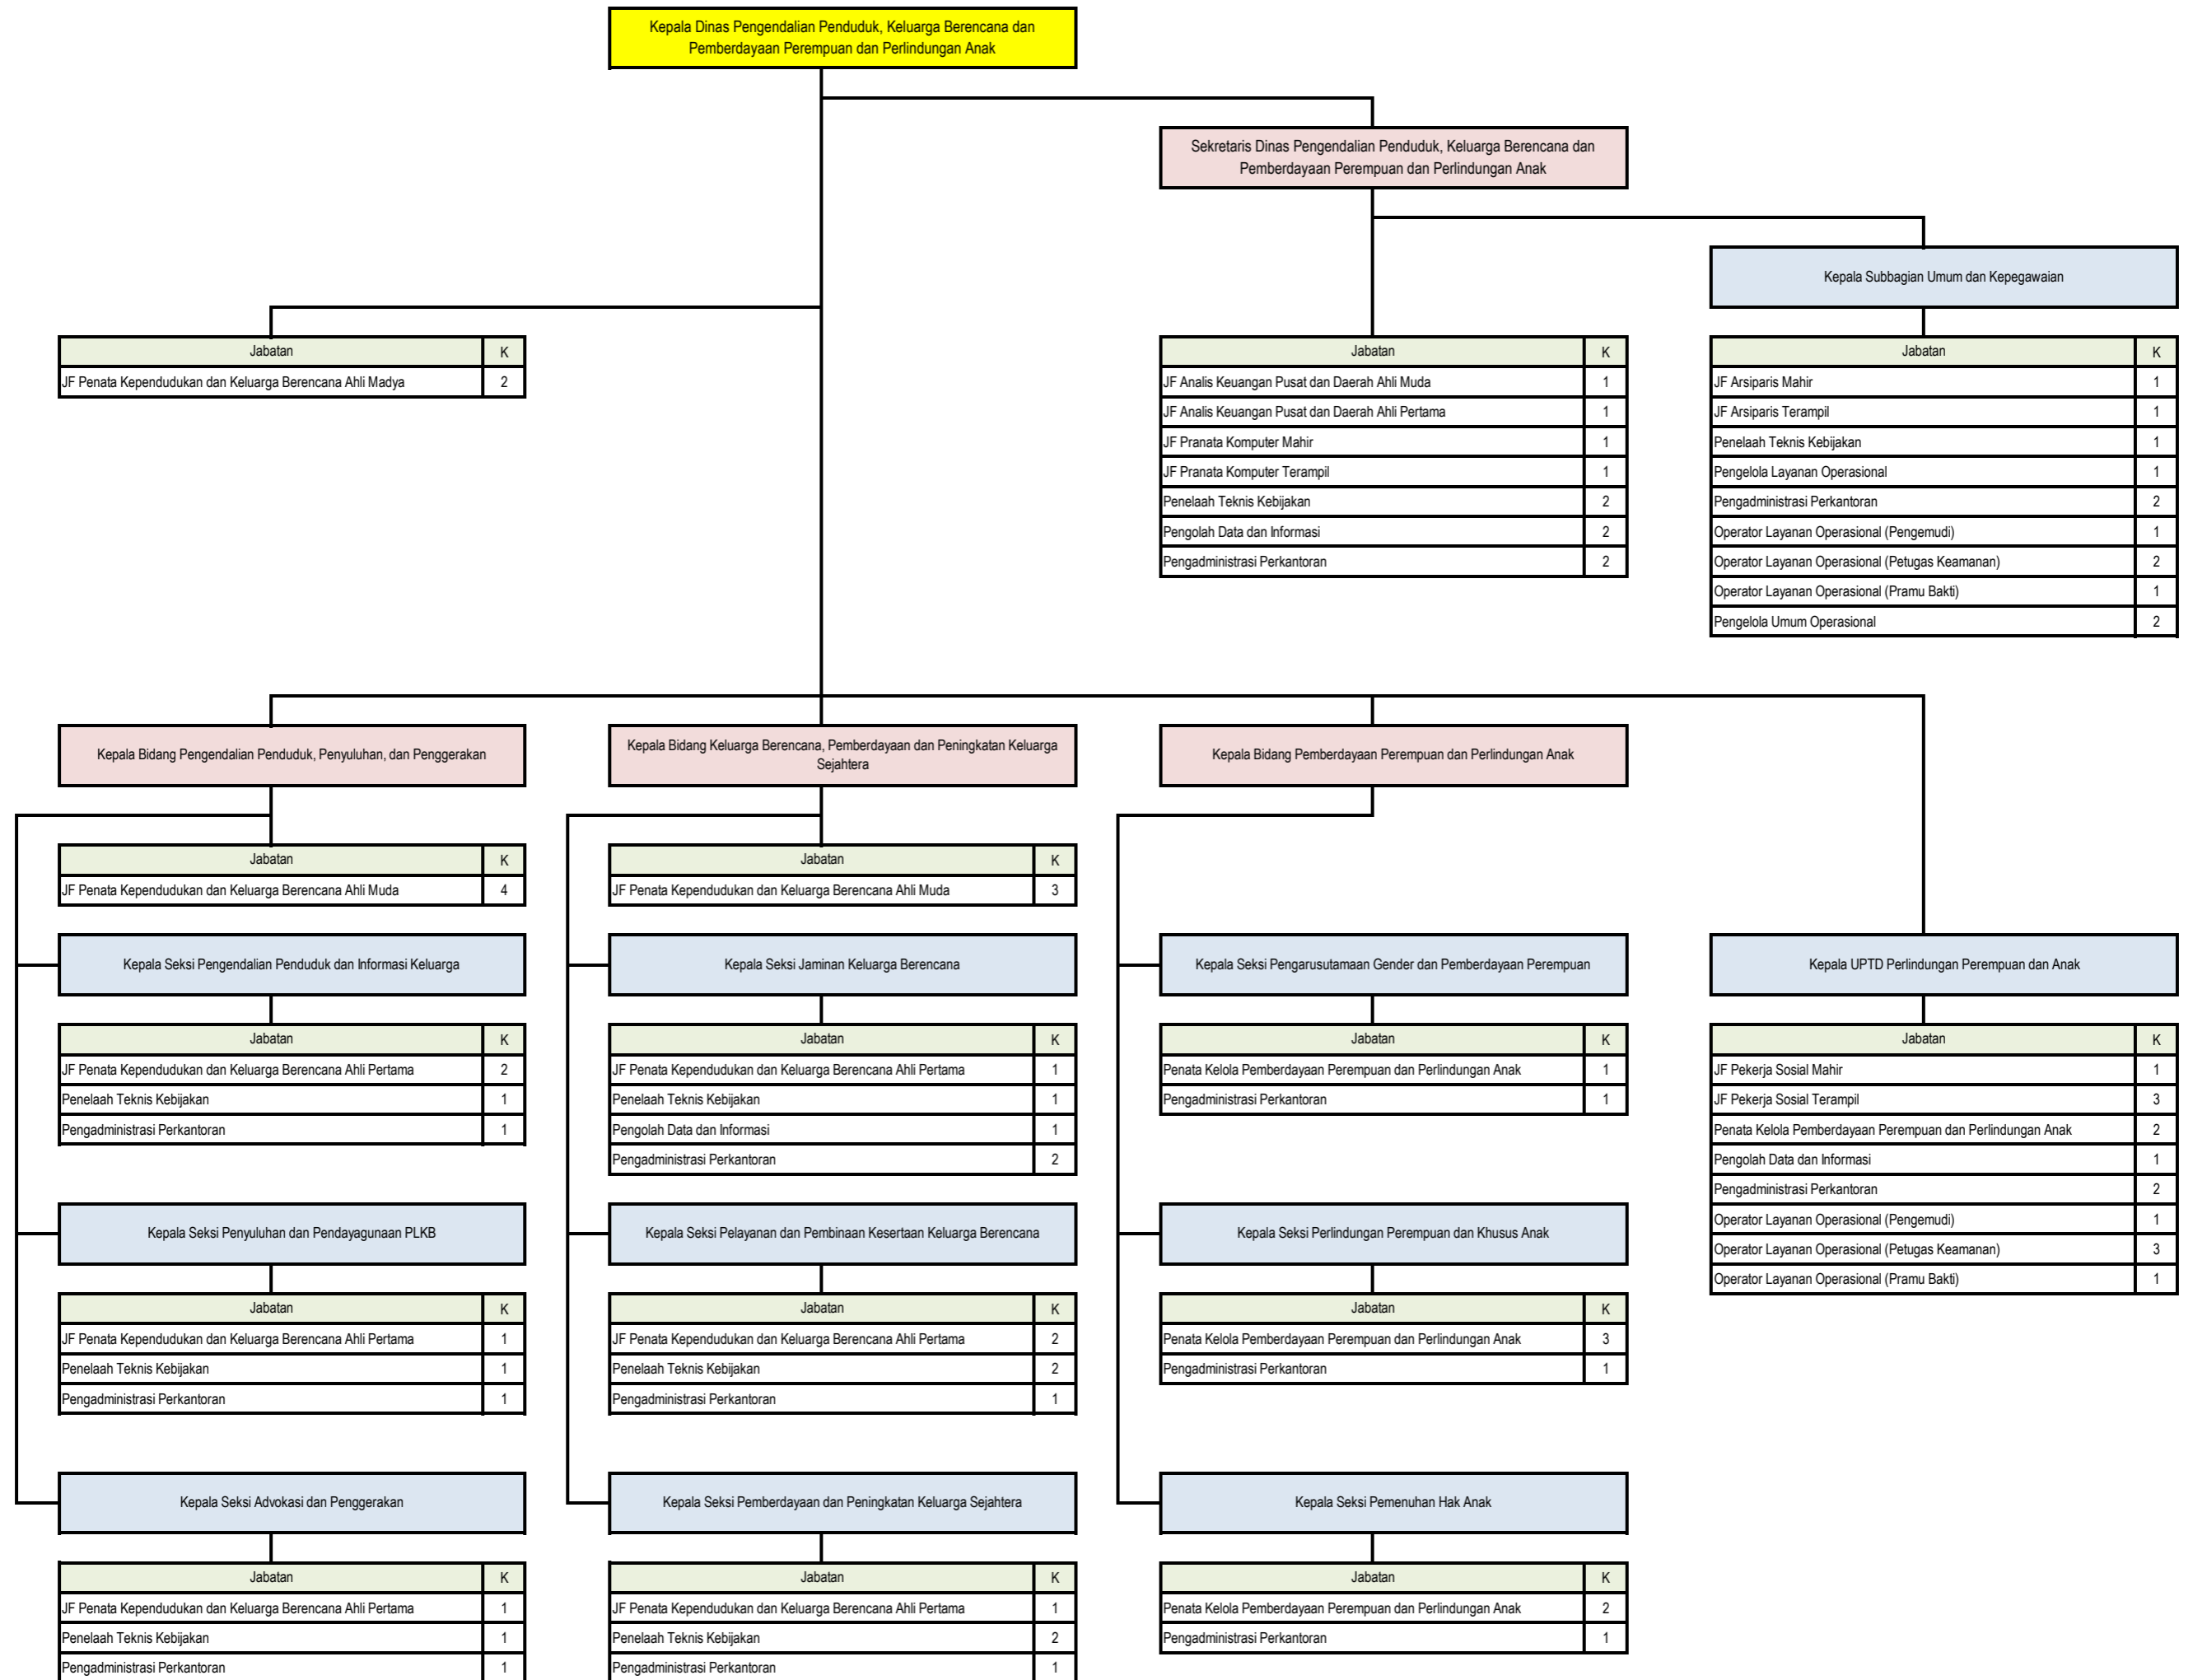 Kepala Dinas Pengendalian Penduduk, Keluarga Berencana dan
Pemberdayaan Perempuan dan Perlindungan Anak
Sekretaris Dinas Pengendalian Penduduk, Keluarga Berencana dan
Pemberdayaan Perempuan dan Perlindungan Anak
Kepala Subbagian Umum dan Kepegawaian
Jabatan K
JF Penata Kependudukan dan Keluarga Berencana Ahli Madya 2
Jabatan K
JF Analis Keuangan Pusat dan Daerah Ahli Muda 1
JF Analis Keuangan Pusat dan Daerah Ahli Pertama 1
JF Pranata Komputer Mahir 1
JF Pranata Komputer Terampil 1
Penelaah Teknis Kebijakan 2
Pengolah Data dan Informasi 2
Pengadministrasi Perkantoran 2
Jabatan K
JF Arsiparis Mahir 1
JF Arsiparis Terampil 1
Penelaah Teknis Kebijakan 1
Pengelola Layanan Operasional 1
Pengadministrasi Perkantoran 2
Operator Layanan Operasional (Pengemudi) 1
Operator Layanan Operasional (Petugas Keamanan) 2
Operator Layanan Operasional (Pramu Bakti) 1
Pengelola Umum Operasional 2
Kepala Bidang Pengendalian Penduduk, Penyuluhan, dan Penggerakan
Jabatan K
JF Penata Kependudukan dan Keluarga Berencana Ahli Muda 4
Kepala Seksi Pengendalian Penduduk dan Informasi Keluarga
Jabatan K
JF Penata Kependudukan dan Keluarga Berencana Ahli Pertama 2
Penelaah Teknis Kebijakan 1
Pengadministrasi Perkantoran 1
Kepala Seksi Penyuluhan dan Pendayagunaan PLKB
Jabatan K
JF Penata Kependudukan dan Keluarga Berencana Ahli Pertama 1
Penelaah Teknis Kebijakan 1
Pengadministrasi Perkantoran 1
Kepala Seksi Advokasi dan Penggerakan
Jabatan K
JF Penata Kependudukan dan Keluarga Berencana Ahli Pertama 1
Penelaah Teknis Kebijakan 1
Pengadministrasi Perkantoran 1
Kepala Bidang Keluarga Berencana, Pemberdayaan dan Peningkatan Keluarga
Sejahtera
Jabatan K
JF Penata Kependudukan dan Keluarga Berencana Ahli Muda 3
Kepala Seksi Jaminan Keluarga Berencana
Jabatan K
JF Penata Kependudukan dan Keluarga Berencana Ahli Pertama 1
Penelaah Teknis Kebijakan 1
Pengolah Data dan Informasi 1
Pengadministrasi Perkantoran 2
Kepala Seksi Pelayanan dan Pembinaan Kesertaan Keluarga Berencana
Jabatan K
JF Penata Kependudukan dan Keluarga Berencana Ahli Pertama 2
Penelaah Teknis Kebijakan 2
Pengadministrasi Perkantoran 1
Kepala Seksi Pemberdayaan dan Peningkatan Keluarga Sejahtera
Jabatan K
JF Penata Kependudukan dan Keluarga Berencana Ahli Pertama 1
Penelaah Teknis Kebijakan 2
Pengadministrasi Perkantoran 1
Kepala Bidang Pemberdayaan Perempuan dan Perlindungan Anak
Kepala Seksi Pengarusutamaan Gender dan Pemberdayaan Perempuan
Jabatan K
Penata Kelola Pemberdayaan Perempuan dan Perlindungan Anak 1
Pengadministrasi Perkantoran 1
Kepala Seksi Perlindungan Perempuan dan Khusus Anak
Jabatan K
Penata Kelola Pemberdayaan Perempuan dan Perlindungan Anak 3
Pengadministrasi Perkantoran 1
Kepala Seksi Pemenuhan Hak Anak
Jabatan K
Penata Kelola Pemberdayaan Perempuan dan Perlindungan Anak 2
Pengadministrasi Perkantoran 1
Kepala UPTD Perlindungan Perempuan dan Anak
Jabatan K
JF Pekerja Sosial Mahir 1
JF Pekerja Sosial Terampil 3
Penata Kelola Pemberdayaan Perempuan dan Perlindungan Anak 2
Pengolah Data dan Informasi 1
Pengadministrasi Perkantoran 2
Operator Layanan Operasional (Pengemudi) 1
Operator Layanan Operasional (Petugas Keamanan) 3
Operator Layanan Operasional (Pramu Bakti) 1